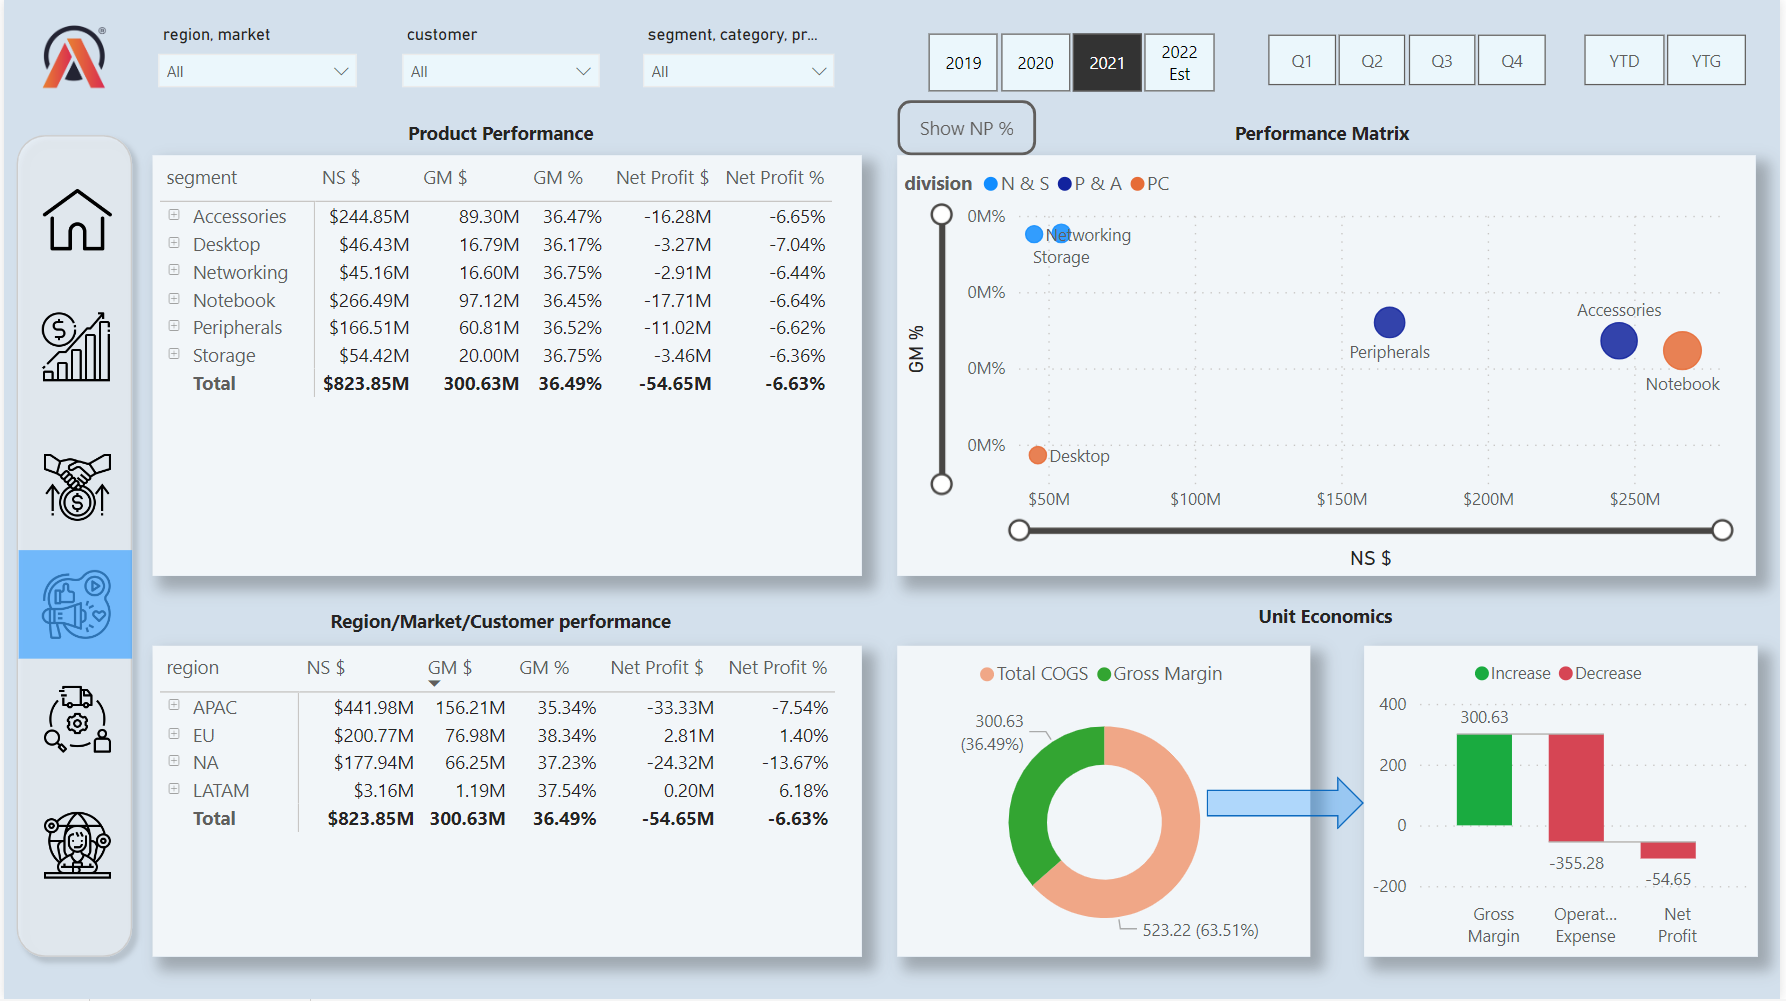 region, market
customer
segment, category, pr...
All
All
All
2019
2020
2021
2022
Est
Q1
Q2
Q3
Q4
YTD
YTG
Product Performance
segment NS $ GM $ GM % Net Profit $ Net Profit %
Accessories $244.85M 89.30M 36.47% -16.28M -6.65%
Desktop $46.43M 16.79M 36.17% -3.27M -7.04%
Networking $45.16M 16.60M 36.75% -2.91M -6.44%
Notebook $266.49M 97.12M 36.45% -17.71M -6.64%
Peripherals $166.51M 60.81M 36.52% -11.02M -6.62%
Storage $54.42M 20.00M 36.75% -3.46M -6.36%
Total $823.85M 300.63M 36.49% -54.65M -6.63%
Show NP %
Performance Matrix
division N & S P & A PC
GM %
0M%
0M%
0M%
0M%
Networking
Storage
Accessories
Peripherals
Notebook
Desktop
$50M $100M $150M $200M $250M
NS $
Region/Market/Customer performance
region NS $ GM $ GM % Net Profit $ Net Profit %
APAC $441.98M 156.21M 35.34% -33.33M -7.54%
EU $200.77M 76.98M 38.34% 2.81M 1.40%
NA $177.94M 66.25M 37.23% -24.32M -13.67%
LATAM $3.16M 1.19M 37.54% 0.20M 6.18%
Total $823.85M 300.63M 36.49% -54.65M -6.63%
Unit Economics
Total COGS Gross Margin
300.63
(36.49%)
523.22 (63.51%)
Increase Decrease
400
200
0
-200
300.63
-355.28
-54.65
Gross
Margin
Operat...
Expense
Net
Profit